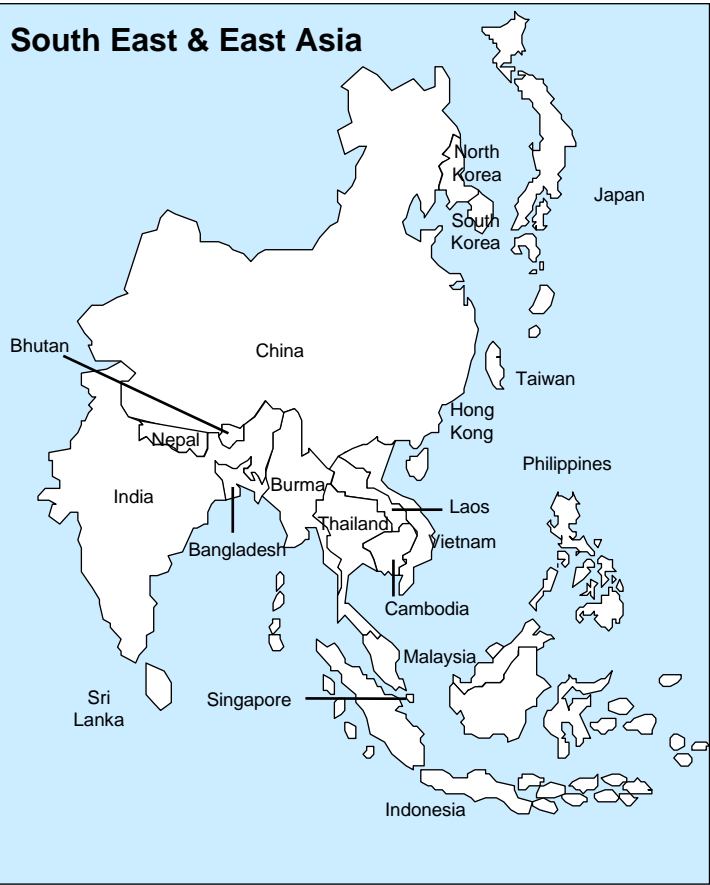 South East & East Asia
North
Korea
Japan
South
Korea
Bhutan
China
Taiwan
Hong
Kong
Nepal
Philippines
India
Burma
Laos
Thailand
Vietnam
Bangladesh
Cambodia
Malaysia
Sri
Lanka
Singapore
Indonesia